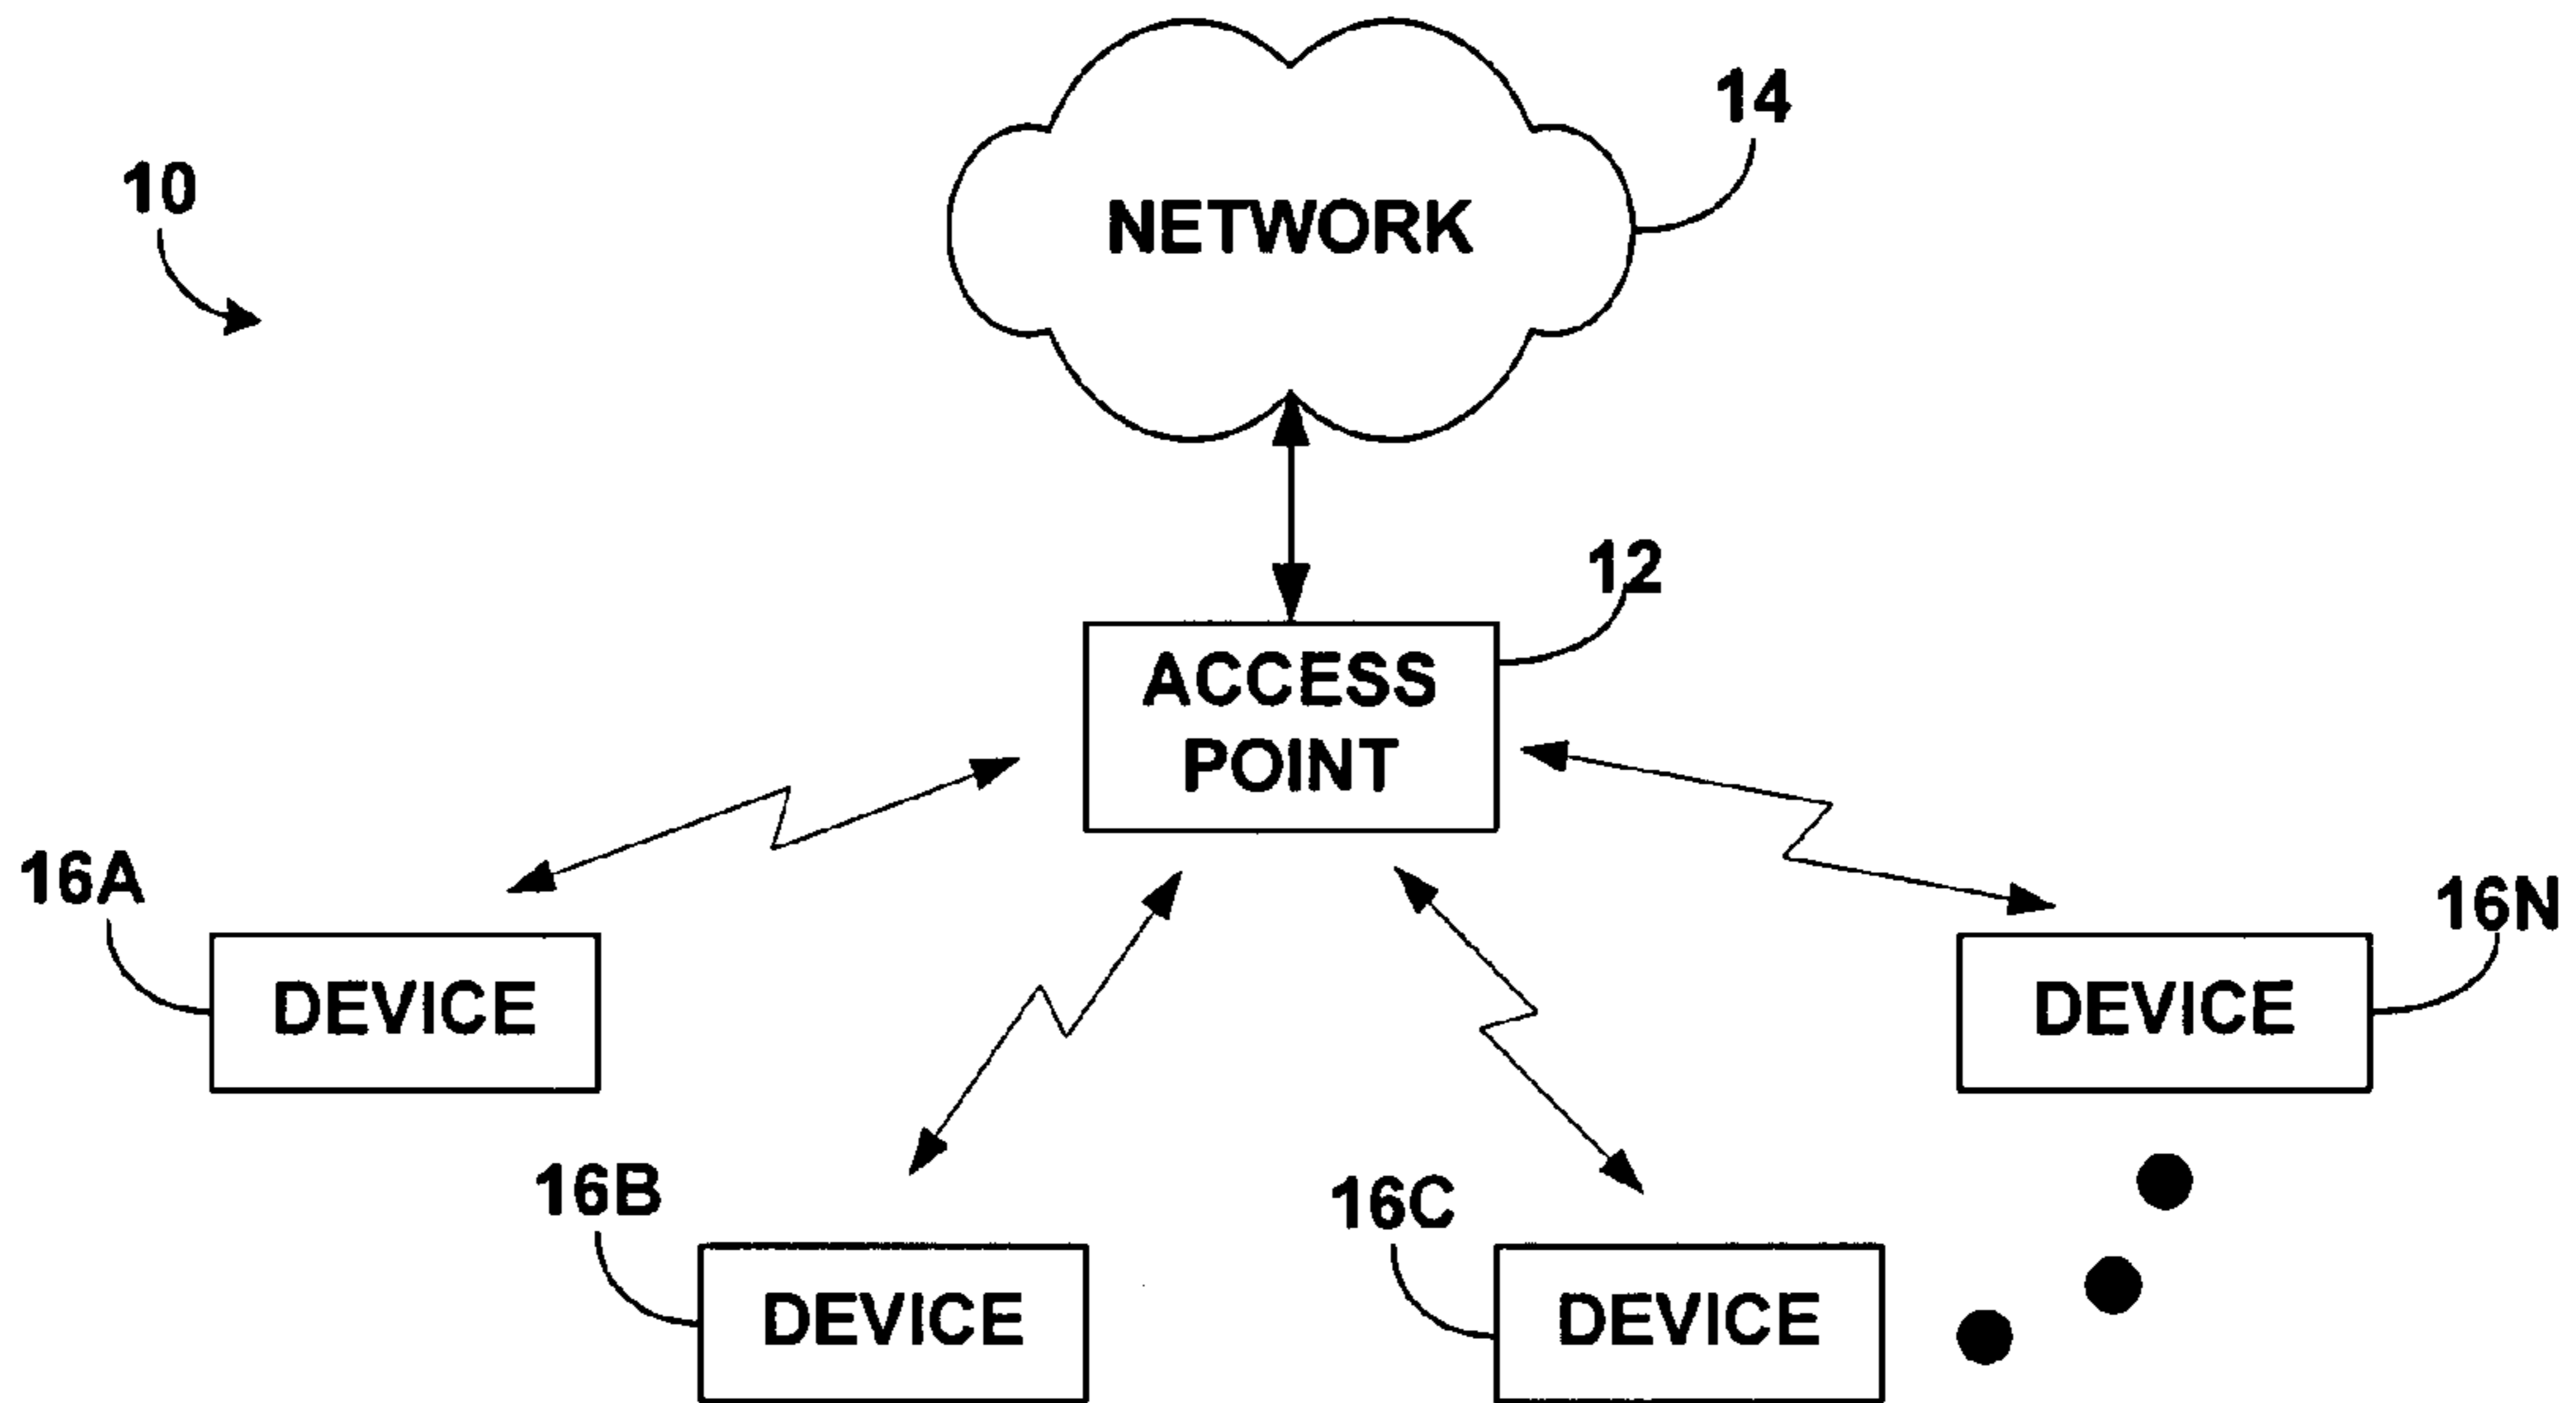 14
10
NETWORK
12
ACCESS
POINT
16A
16N
DEVICE
DEVICE
16B
16C
DEVICE
DEVICE